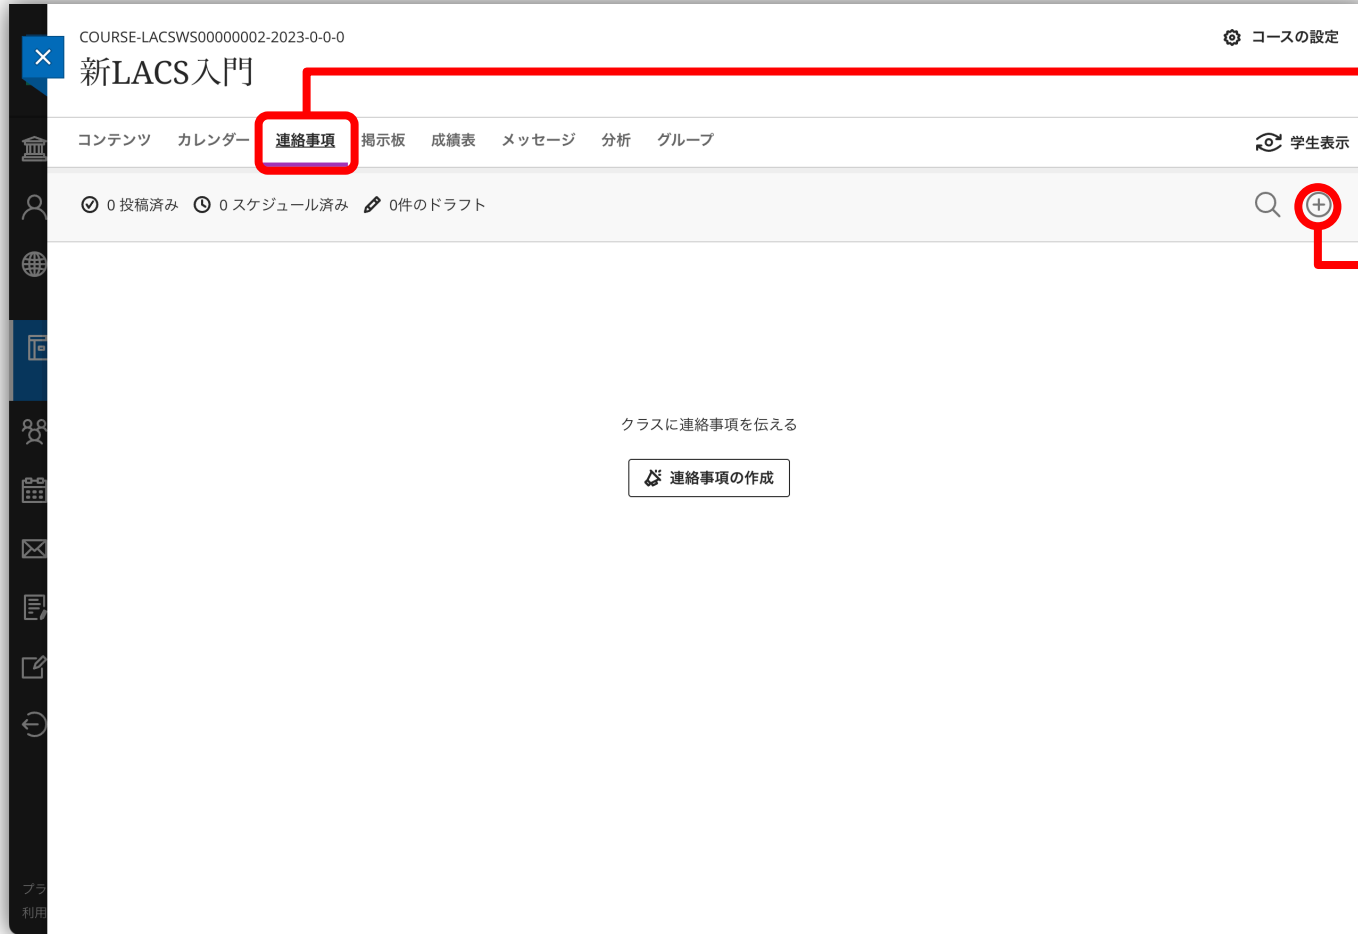 COURSE-LACSWS00000002-2023-0-0-0
コースの設定
新LACS入門
コンテンツ カレンダー 連絡事項 掲示板 成績表 メッセージ 分析 グループ
学生表示
0 投稿済み 0 スケジュール済み 0件のドラフト
クラスに連絡事項を伝える
連絡事項の作成
プラ
利用